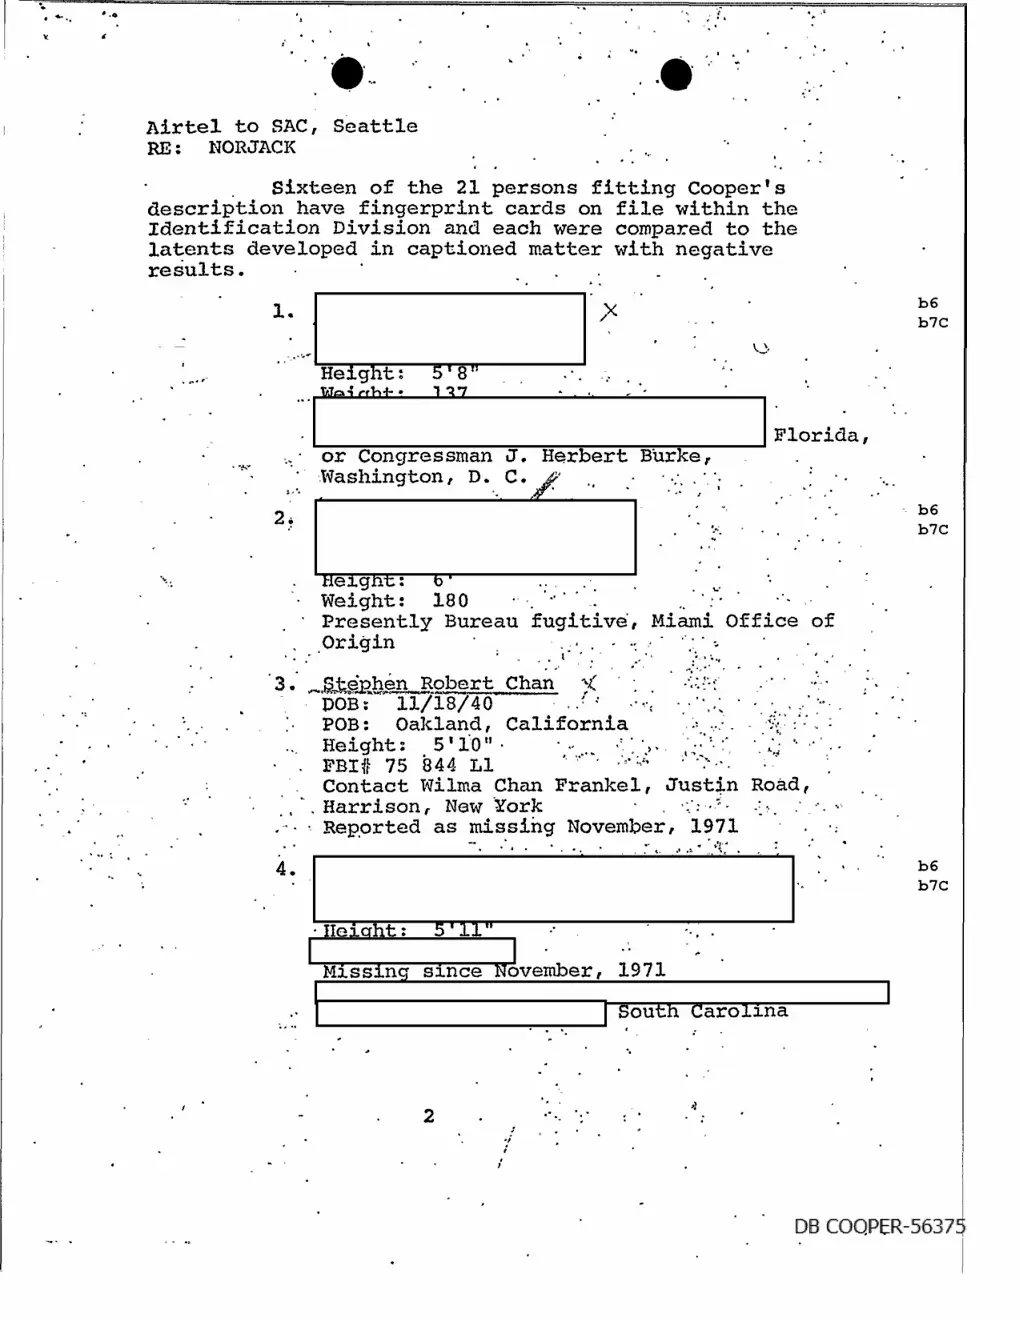 Airtel to SAC, Seattle
RE: NORJACK
Sixteen of the 21 persons fitting Cooper's
description have fingerprint cards on file within the
Identification Division and each were compared to the
latents developed in captioned matter with negative
results.
1.
X
b6
b7C
Height: 5'8"
Weight: 137
Florida,
or Congressman J. Herbert Burke,
Washington, D. C.
2.
b6
b7C
Height: 6'
Weight: 180
Presently Bureau fugitive, Miami Office of
Origin
3. Stephen Robert Chan X
DOB: 11/18/40
POB: Oakland, California
Height: 5'10"
FBI# 75 844 L1
Contact Wilma Chan Frankel, Justin Road,
Harrison, New York
Reported as missing November, 1971
4.
b6
b7C
Height: 5'11"
Missing since November, 1971
South Carolina
2
DB COOPER-56375